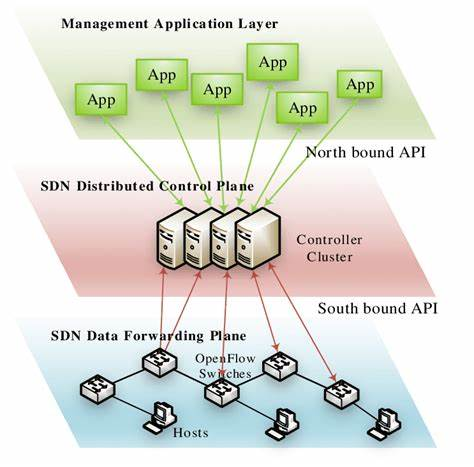 Management Application Layer
App
App
App
App
App
App
North bound API
SDN Distributed Control Plane
Controller
Cluster
South bound API
SDN Data Forwarding Plane
OpenFlow
Switches
Hosts